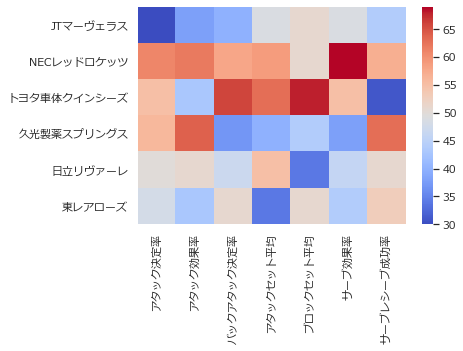 JTマーヴェラス
NECレッドロケッツ
トヨタ車体クインシーズ
久光製薬スプリングス
日立リヴァーレ
東レアローズ
アタック決定率
アタック効果率
バックアタック決定率
アタックセット平均
ブロックセット平均
サーブ効果率
サーブレシーブ成功率
65
60
55
50
45
40
35
30